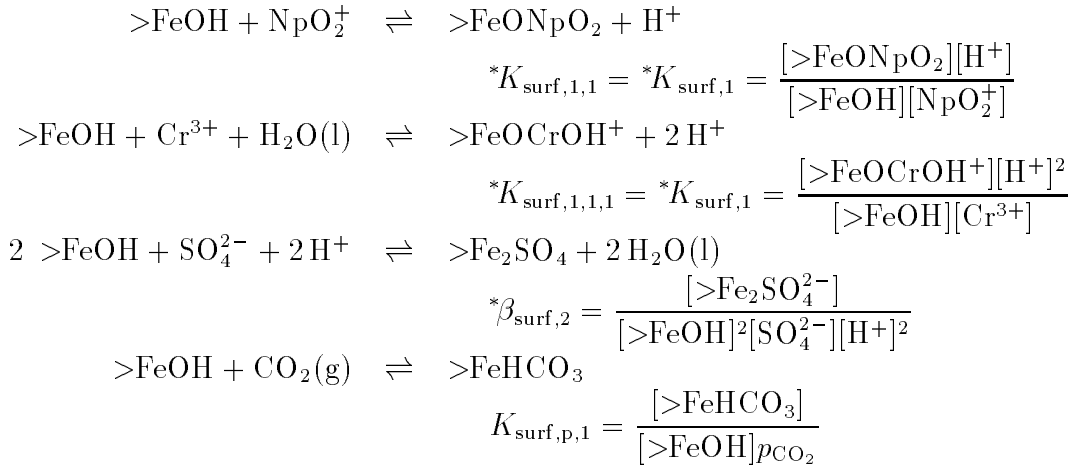 >FeOH + NpO₂⁺ ⇌ >FeONpO₂ + H⁺
*K_surf,1,1 = *K_surf,1 = [>FeONpO₂][H⁺] / [>FeOH][NpO₂⁺]
>FeOH + Cr³⁺ + H₂O(l) ⇌ >FeOCrOH⁺ + 2 H⁺
*K_surf,1,1,1 = *K_surf,1 = [>FeOCrOH⁺][H⁺]² / [>FeOH][Cr³⁺]
2 >FeOH + SO₄²⁻ + 2 H⁺ ⇌ >Fe₂SO₄ + 2 H₂O(l)
*β_surf,2 = [>Fe₂SO₄²⁻] / [>FeOH]²[SO₄²⁻][H⁺]²
>FeOH + CO₂(g) ⇌ >FeHCO₃
K_surf,p,1 = [>FeHCO₃] / [>FeOH]p_CO₂